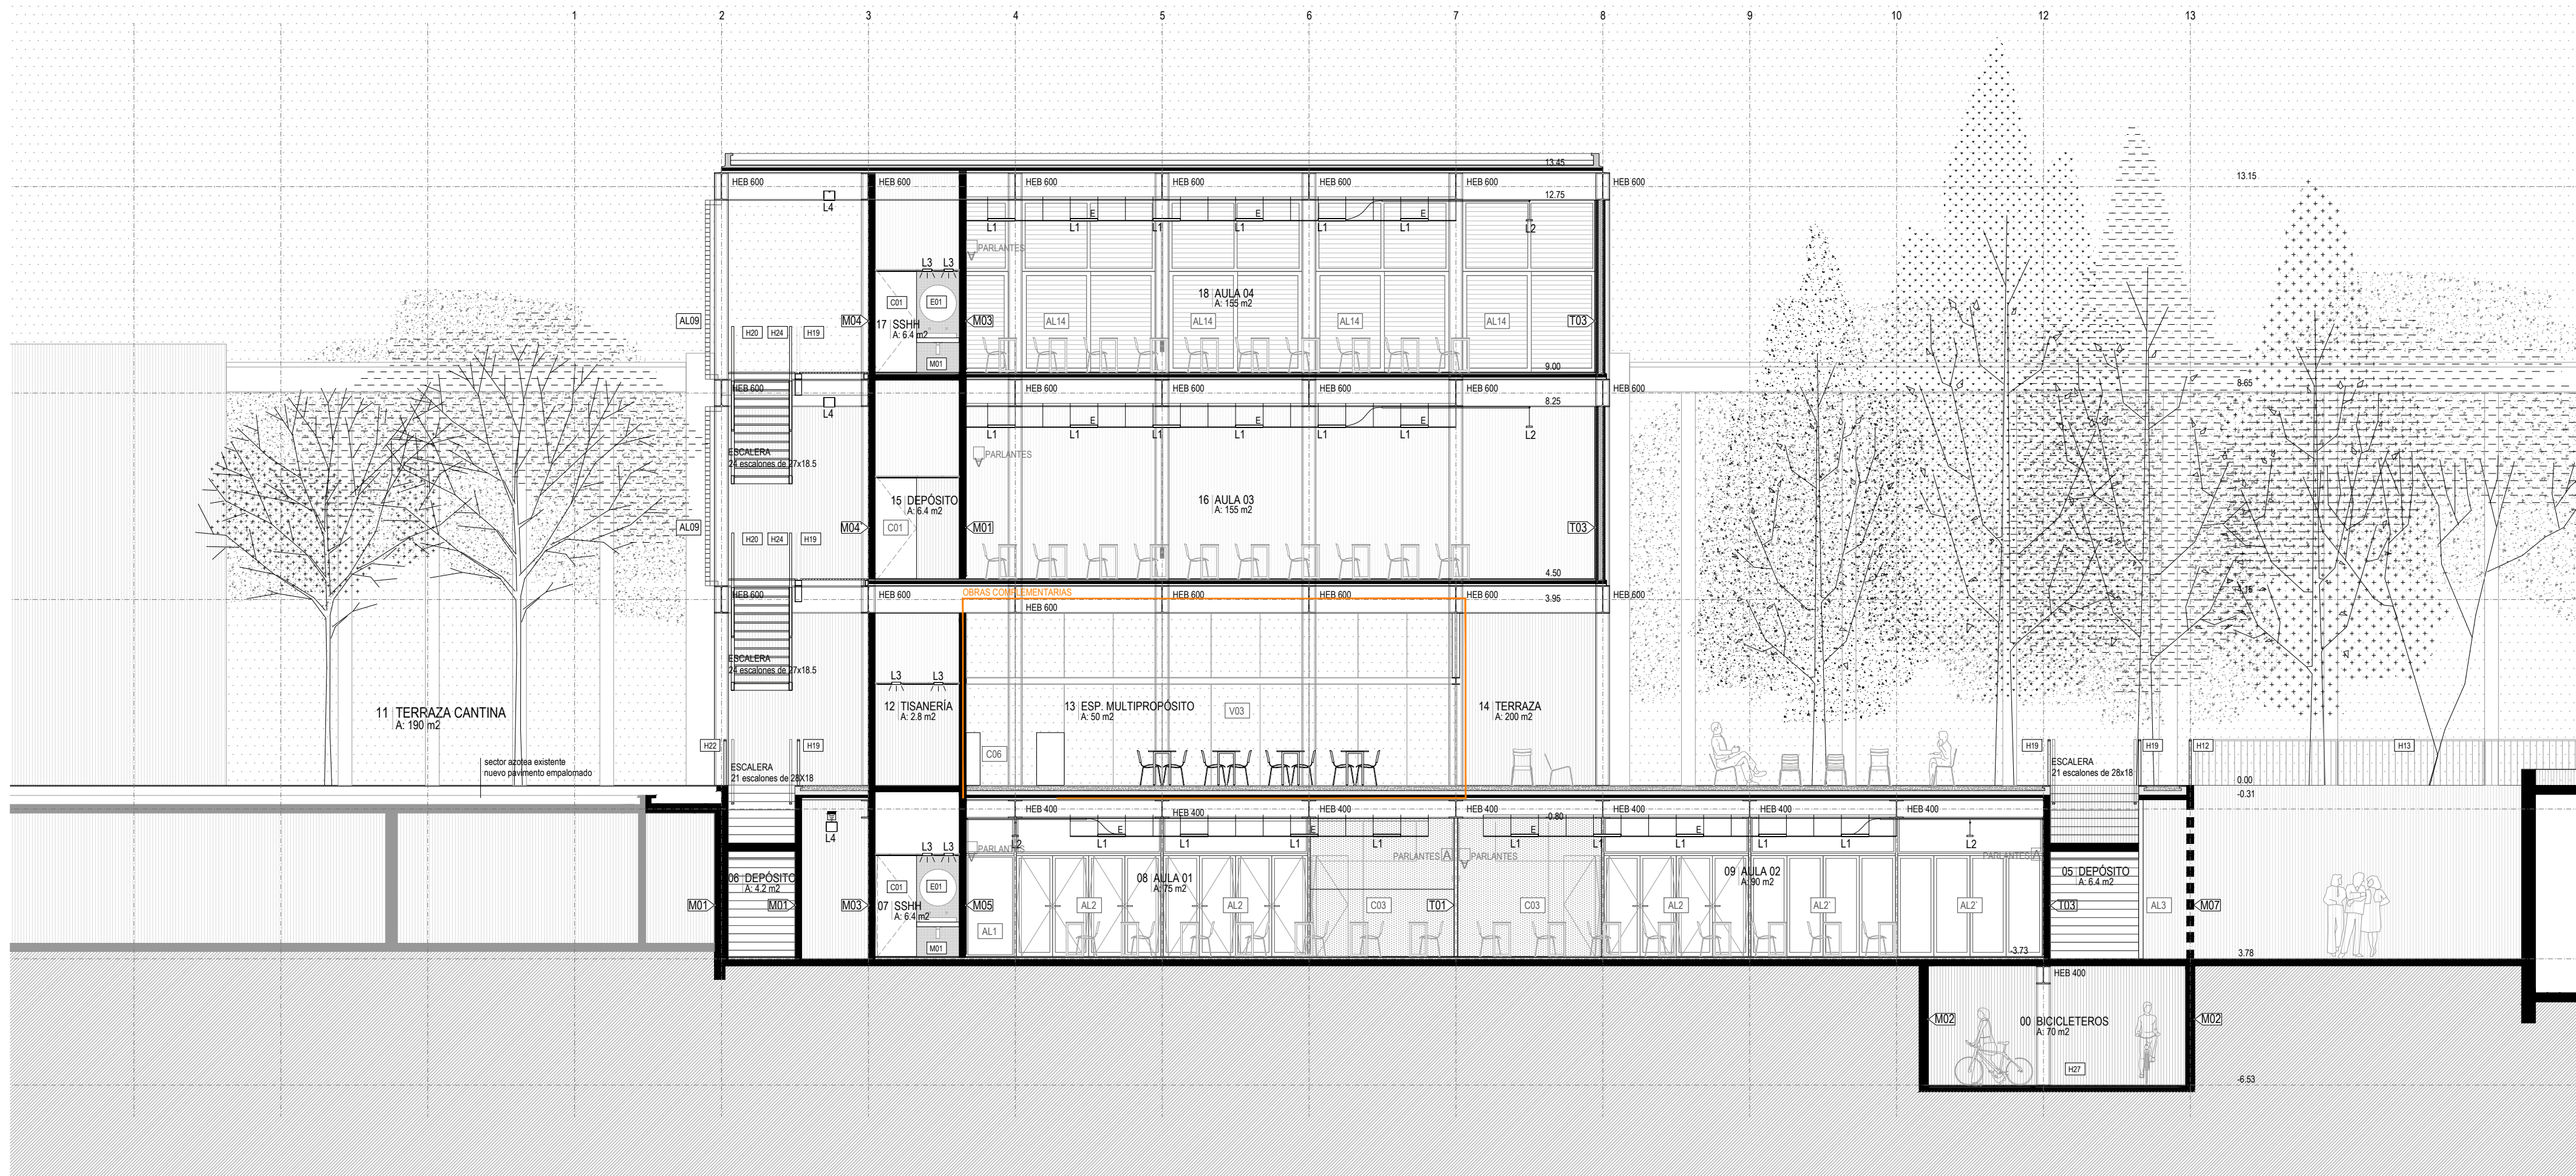 1 2 3 4 5 6 7 8 9 10 12 13
13.45
HEB 600 HEB 600 HEB 600 HEB 600 HEB 600 HEB 600 HEB 600
13.15
L4
12.75
E E E
L1 L1 L1 L1 L1 L1 L2
PARLANTES
L3 L3
C01 E01
18 AULA 04
A: 155 m2
AL09
M04
17 SSHH
A: 6.4 m2
M03
AL14 AL14 AL14 AL14
T03
H20 H24 H19
M01
9.00
HEB 600 HEB 600 HEB 600 HEB 600 HEB 600 HEB 600 HEB 600
8.65
L4
8.25
E E E
L1 L1 L1 L1 L1 L1 L2
ESCALERA
24 escalones de 27x18.5
PARLANTES
15 DEPÓSITO
A: 6.4 m2
16 AULA 03
A: 155 m2
AL09
M04
C01
M01
T03
H20 H24 H19
4.50
HEB 600 HEB 600
OBRAS COMPLEMENTARIAS
HEB 600 HEB 600 HEB 600 HEB 600 HEB 600
3.95
4.15
ESCALERA
24 escalones de 27x18.5
L3 L3
11 TERRAZA CANTINA
A: 190 m2
12 TISANERÍA
A: 2.8 m2
13 ESP. MULTIPROPÓSITO
A: 50 m2
V03
14 TERRAZA
A: 200 m2
H22 H19
C06
H19 H19 H12 H13
sector azotea existente
nuevo pavimento empalomado
ESCALERA
21 escalones de 28X18
ESCALERA
21 escalones de 28x18
0.00
-0.31
HEB 400 HEB 400 HEB 400 HEB 400 HEB 400 HEB 400 HEB 400
-0.80
L4
E E E E E
L2 L1 L1 L1 L1 L1 L1 L1 L1 L1 L2
L3 L3
PARLANTES PARLANTES PARLANTES PARLANTES
06 DEPÓSITO
A: 4.2 m2
C01 E01
08 AULA 01
A: 75 m2
09 AULA 02
A: 90 m2
05 DEPÓSITO
A: 6.4 m2
M01 M01 M03
07 SSHH
A: 6.4 m2
M05
AL2 AL2 C03 T01 C03 AL2 AL2` AL2`
T03 AL3 M07
AL1
M01
-3.73
3.78
HEB 400
M02
00 BICICLETEROS
A: 70 m2
M02
H27
-6.53